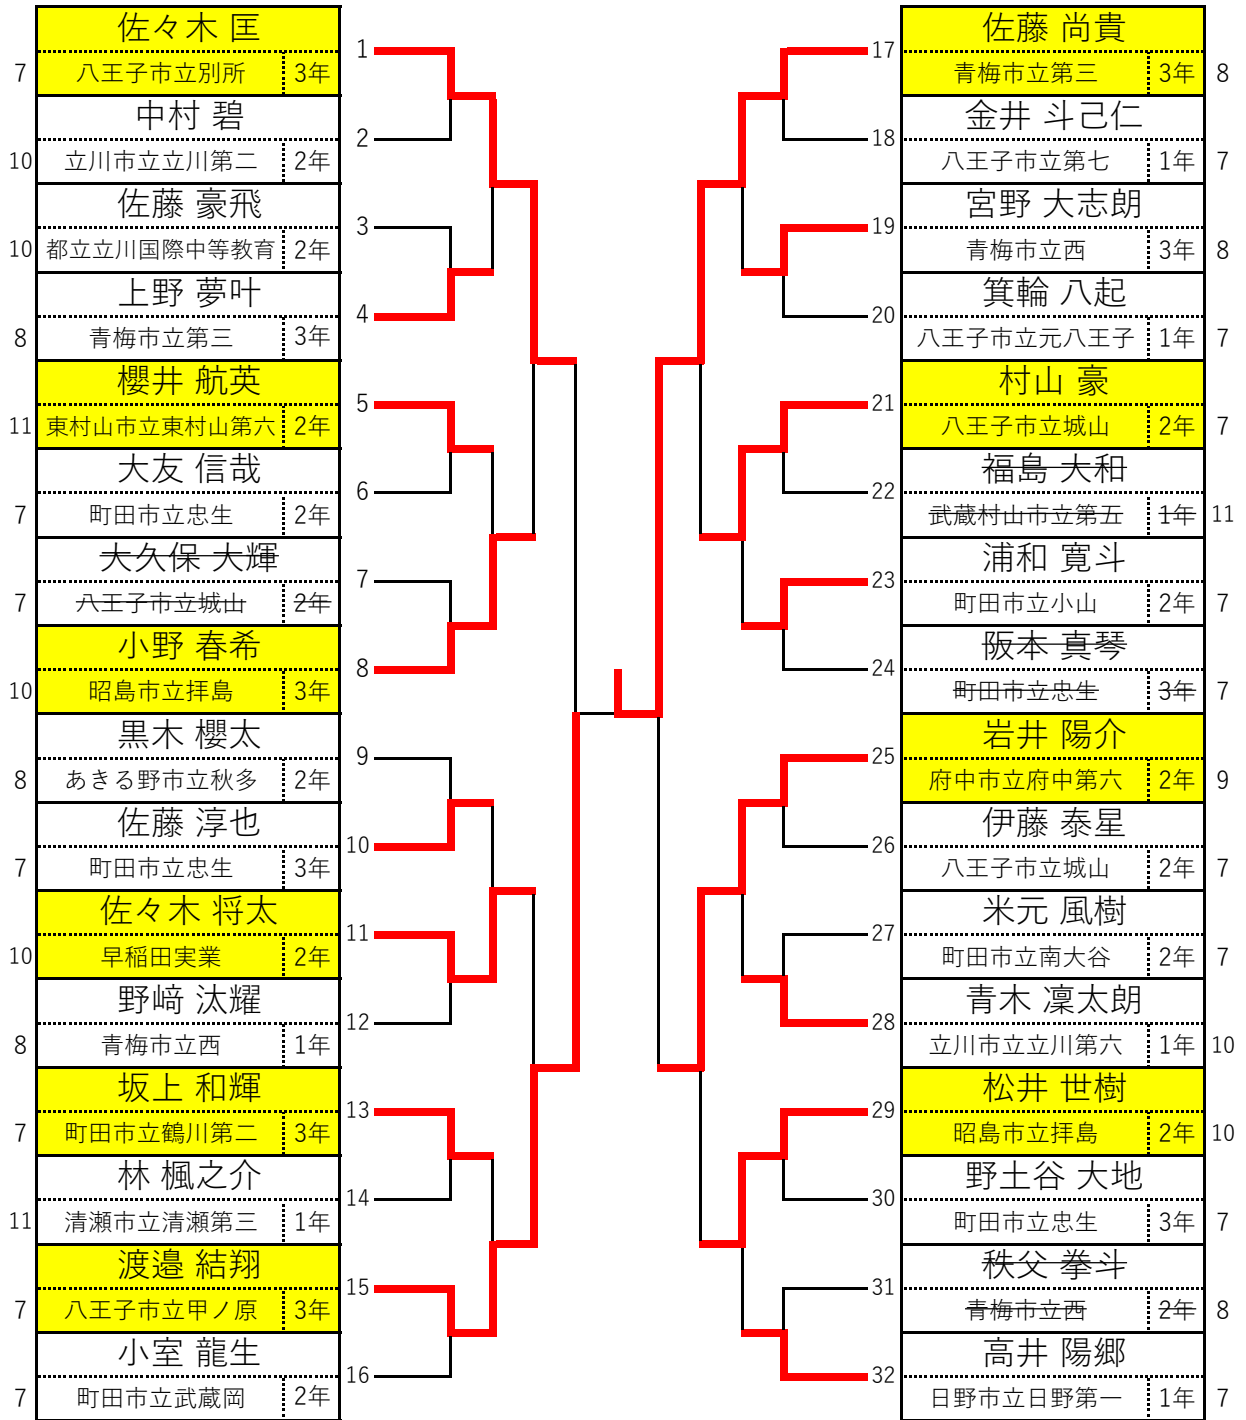 佐々木 匡
1
7 八王子市立別所 3年
中村 碧
2
10 立川市立立川第二 2年
佐藤 豪飛
3
10 都立立川国際中等教育 2年
上野 夢叶
4
8 青梅市立第三 3年
櫻井 航英
5
11 東村山市立東村山第六 2年
大友 信哉
6
7 町田市立忠生 2年
大久保 大輝
7
7 八王子市立城山 2年
小野 春希
8
10 昭島市立拝島 3年
黒木 櫻太
9
8 あきる野市立秋多 2年
佐藤 淳也
10
7 町田市立忠生 3年
佐々木 将太
11
10 早稲田実業 2年
野﨑 汰耀
12
8 青梅市立西 1年
坂上 和輝
13
7 町田市立鶴川第二 3年
林 楓之介
14
11 清瀬市立清瀬第三 1年
渡邉 結翔
15
7 八王子市立甲ノ原 3年
小室 龍生
16
7 町田市立武蔵岡 2年
佐藤 尚貴
17
青梅市立第三 3年 8
金井 斗己仁
18
八王子市立第七 1年 7
宮野 大志朗
19
青梅市立西 3年 8
箕輪 八起
20
八王子市立元八王子 1年 7
村山 豪
21
八王子市立城山 2年 7
福島 大和
22
武蔵村山市立第五 1年 11
浦和 寛斗
23
町田市立小山 2年 7
阪本 真琴
24
町田市立忠生 3年 7
岩井 陽介
25
府中市立府中第六 2年 9
伊藤 泰星
26
八王子市立城山 2年 7
米元 風樹
27
町田市立南大谷 2年 7
青木 凜太朗
28
立川市立立川第六 1年 10
松井 世樹
29
昭島市立拝島 2年 10
野土谷 大地
30
町田市立忠生 3年 7
秩父 拳斗
31
青梅市立西 2年 8
高井 陽郷
32
日野市立日野第一 1年 7